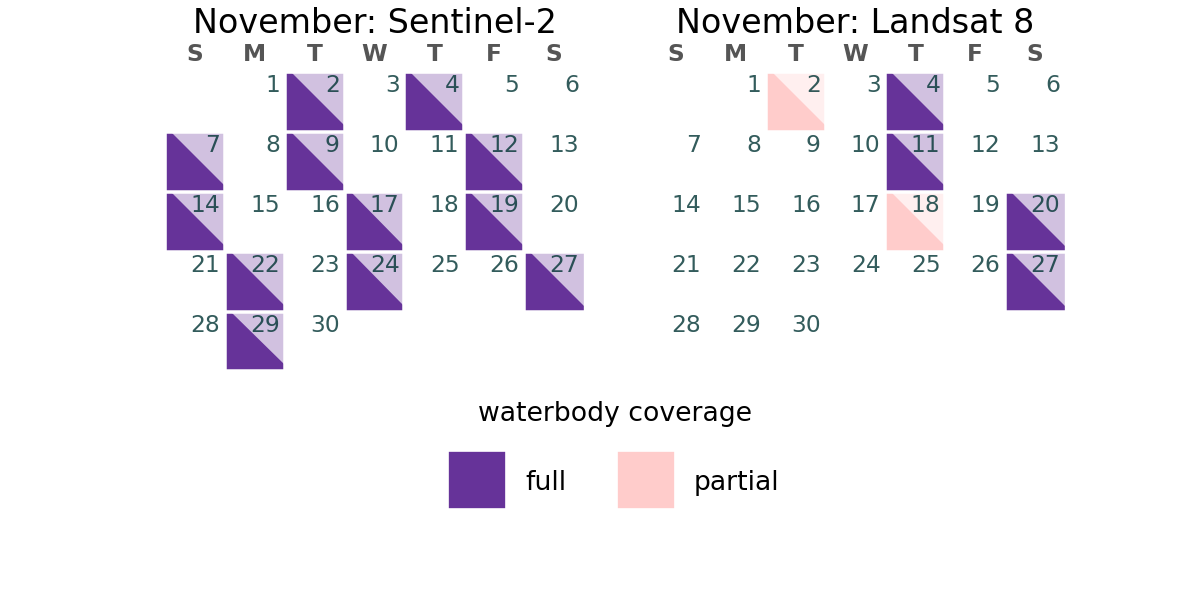 November: Sentinel-2
S M T W T F S
1 2 3 4 5 6
7 8 9 10 11 12 13
14 15 16 17 18 19 20
21 22 23 24 25 26 27
28 29 30
November: Landsat 8
S M T W T F S
1 2 3 4 5 6
7 8 9 10 11 12 13
14 15 16 17 18 19 20
21 22 23 24 25 26 27
28 29 30
waterbody coverage
full partial